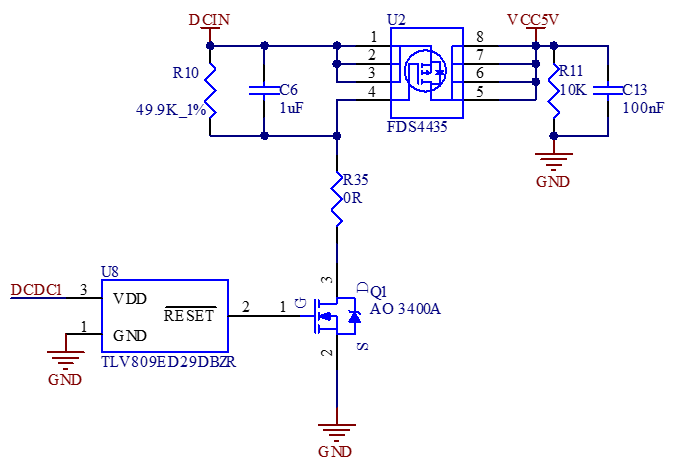 DCIN
U2
VCC5V
1
8
2
7
3
6
4
5
R10
49.9K_1%
C6
1uF
FDS4435
R11
10K
C13
100nF
GND
R35
0R
U8
DCDC1
3
VDD
RESET
2
1
GND
GND
TLV809ED29DBZR
1
G
3
D
Q1
AO 3400A
2
S
GND